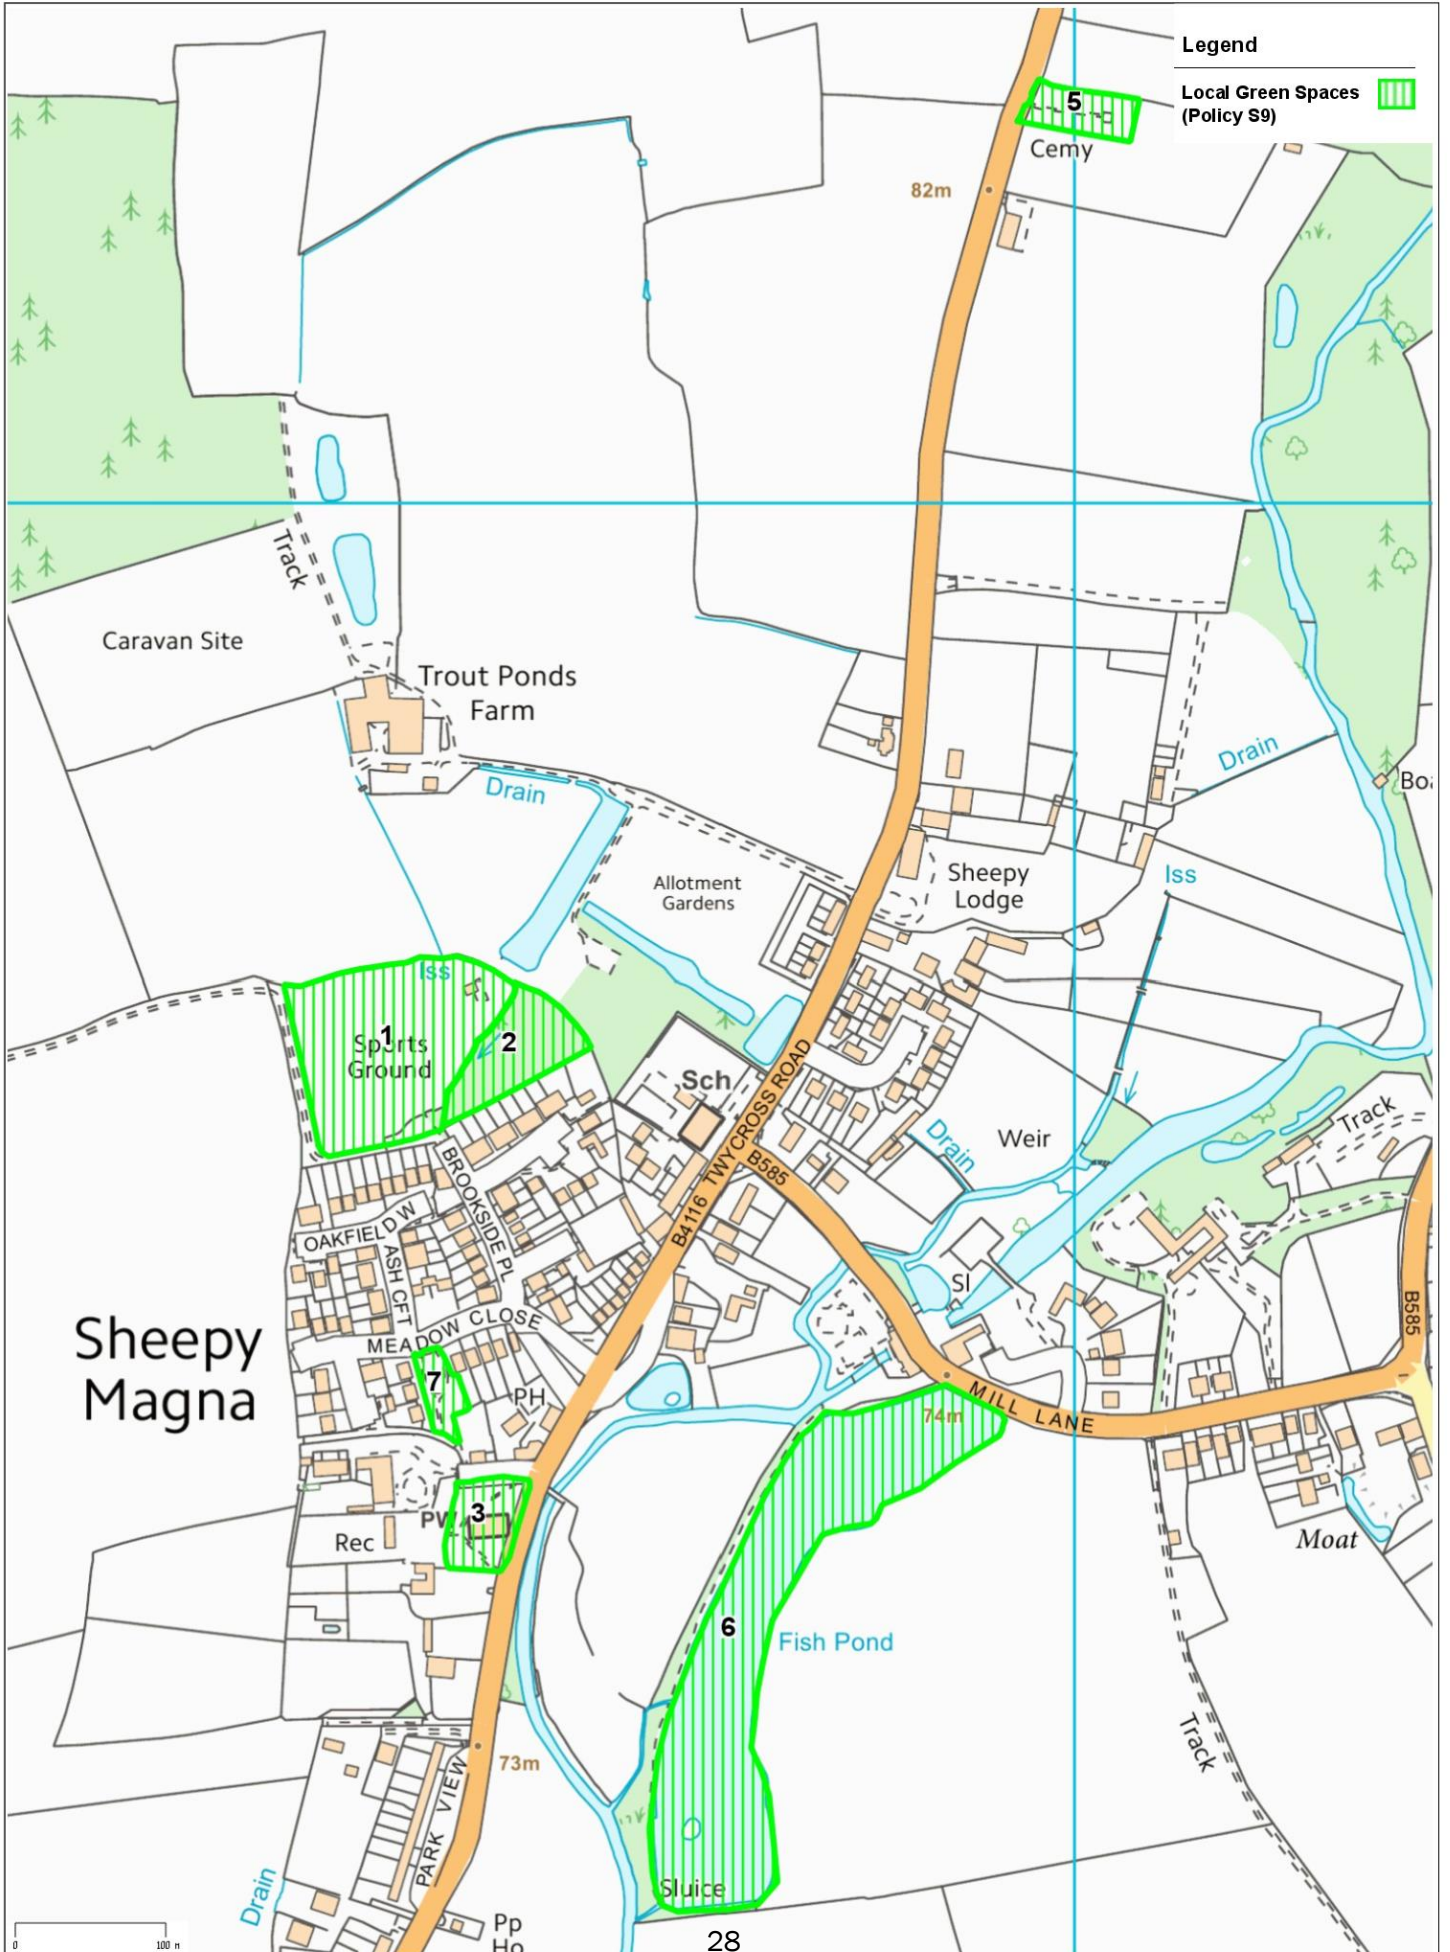 Legend
Local Green Spaces
(Policy S9)
5
Cemy
82m
Track
Caravan Site
Trout Ponds
Farm
Drain
Drain
Boa
Allotment
Gardens
Sheepy
Lodge
Iss
Iss
1
Sports
Ground
2
Sch
B4116 TWYCROSS ROAD
B585
Drain
Weir
Track
BROOKSIDE PL
OAKFIELD W
ASH CFT
MEADOW CLOSE
Sl
B585
Sheepy
Magna
7
PH
74m
MILL LANE
3
PW
Rec
Moat
6
Fish Pond
Track
73m
PARK VIEW
Sluice
Drain
Pp
Ho
0
100 M
28